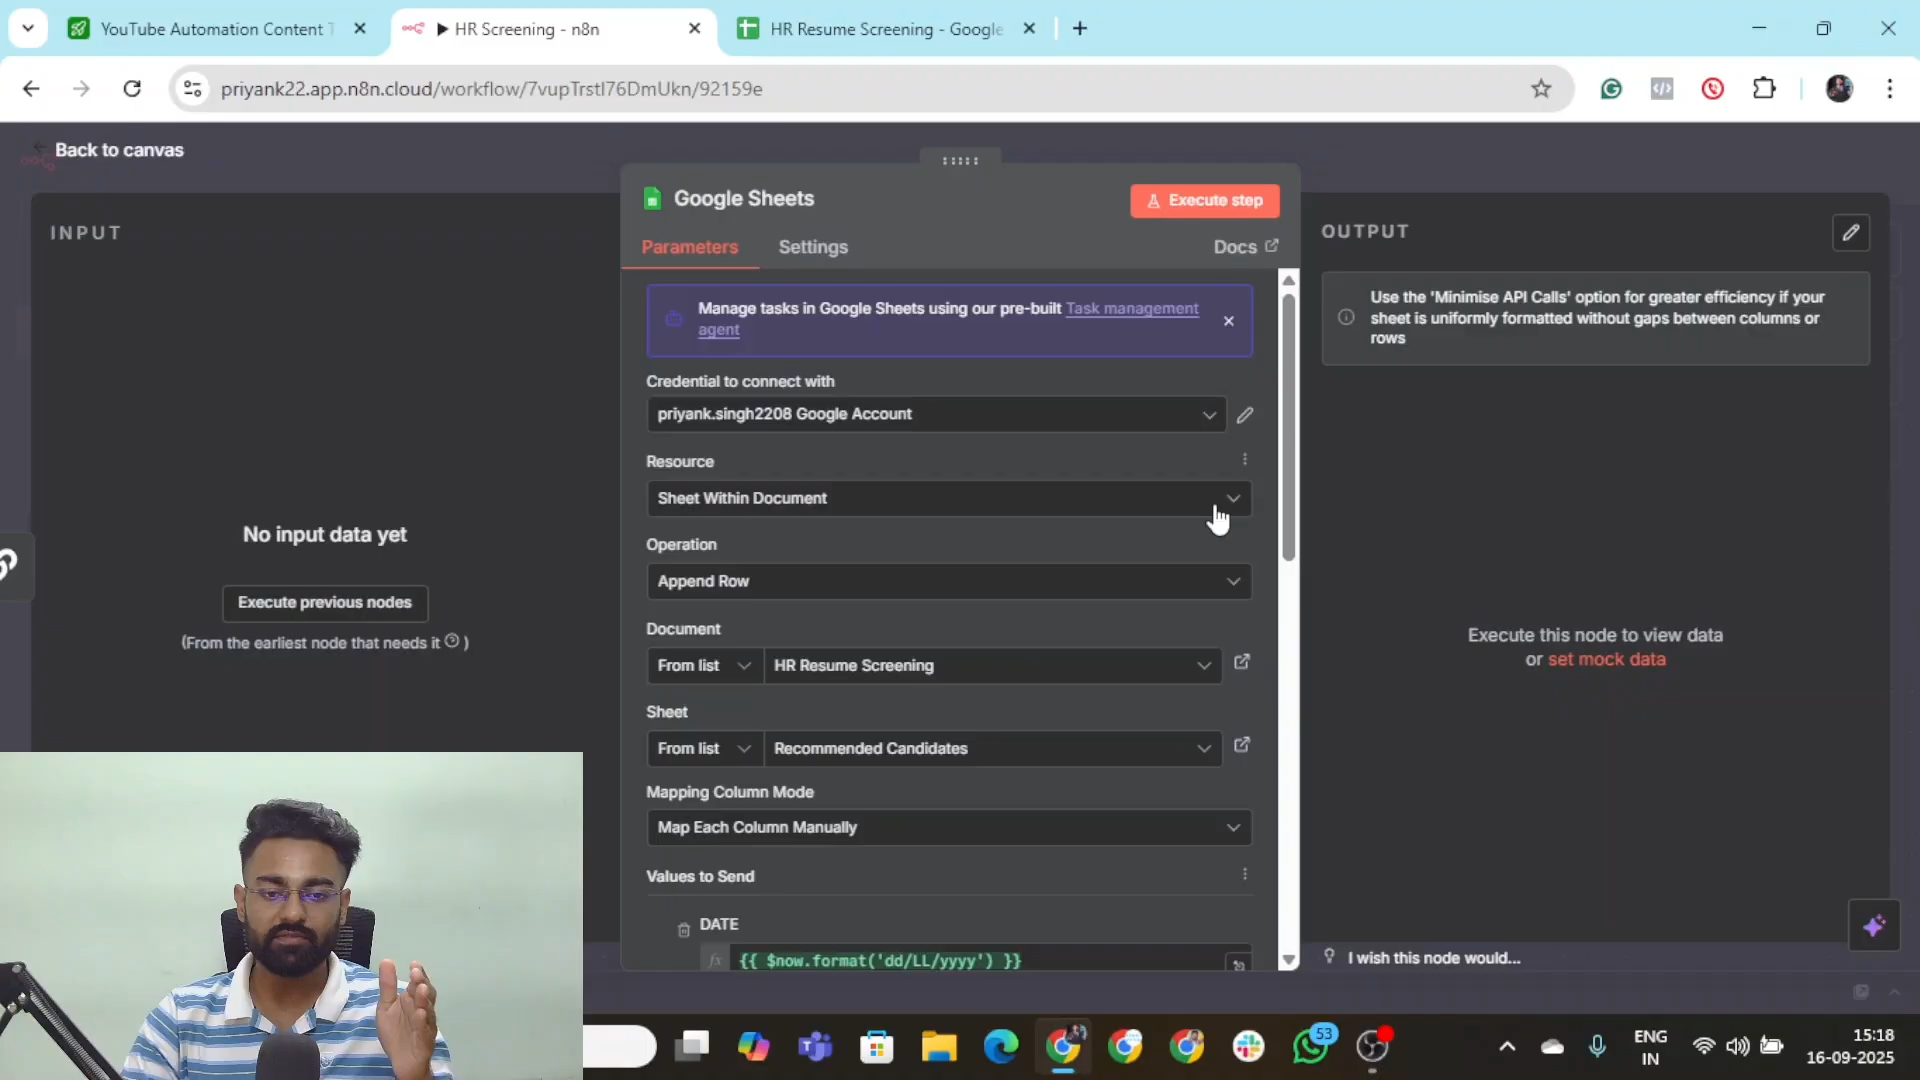 YouTube Automation Content T
HR Screening - n8n
HR Resume Screening - Google
priyank22.app.n8n.cloud/workflow/7vupTrstI76DmUkn/92159e
Back to canvas
INPUT
No input data yet
Execute previous nodes
(From the earliest node that needs it ? )
Google Sheets
Execute step
Parameters
Settings
Docs
Manage tasks in Google Sheets using our pre-built Task management
agent
Credential to connect with
priyank.singh2208 Google Account
Resource
Sheet Within Document
Operation
Append Row
Document
From list
HR Resume Screening
Sheet
From list
Recommended Candidates
Mapping Column Mode
Map Each Column Manually
Values to Send
DATE
fx
{{ $now.format('dd/LL/yyyy') }}
OUTPUT
Use the 'Minimise API Calls' option for greater efficiency if your
sheet is uniformly formatted without gaps between columns or
rows
Execute this node to view data
or set mock data
I wish this node would...
53
ENG
IN
15:18
16-09-2025